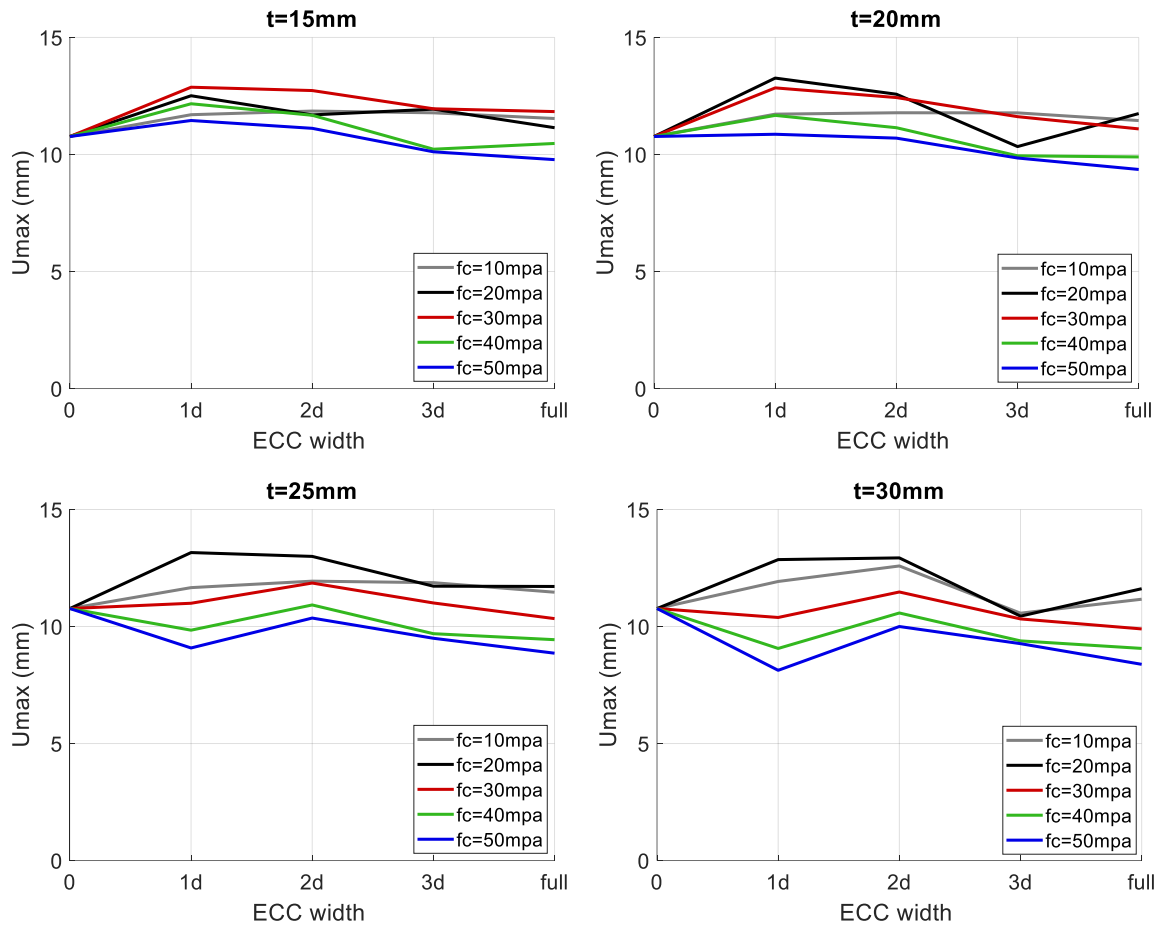 t=15mm
15
10
5
0
Umax (mm)
0 1d 2d 3d full
ECC width
fc=10mpa
fc=20mpa
fc=30mpa
fc=40mpa
fc=50mpa
t=20mm
15
10
5
0
Umax (mm)
0 1d 2d 3d full
ECC width
fc=10mpa
fc=20mpa
fc=30mpa
fc=40mpa
fc=50mpa
t=25mm
15
10
5
0
Umax (mm)
0 1d 2d 3d full
ECC width
fc=10mpa
fc=20mpa
fc=30mpa
fc=40mpa
fc=50mpa
t=30mm
15
10
5
0
Umax (mm)
0 1d 2d 3d full
ECC width
fc=10mpa
fc=20mpa
fc=30mpa
fc=40mpa
fc=50mpa